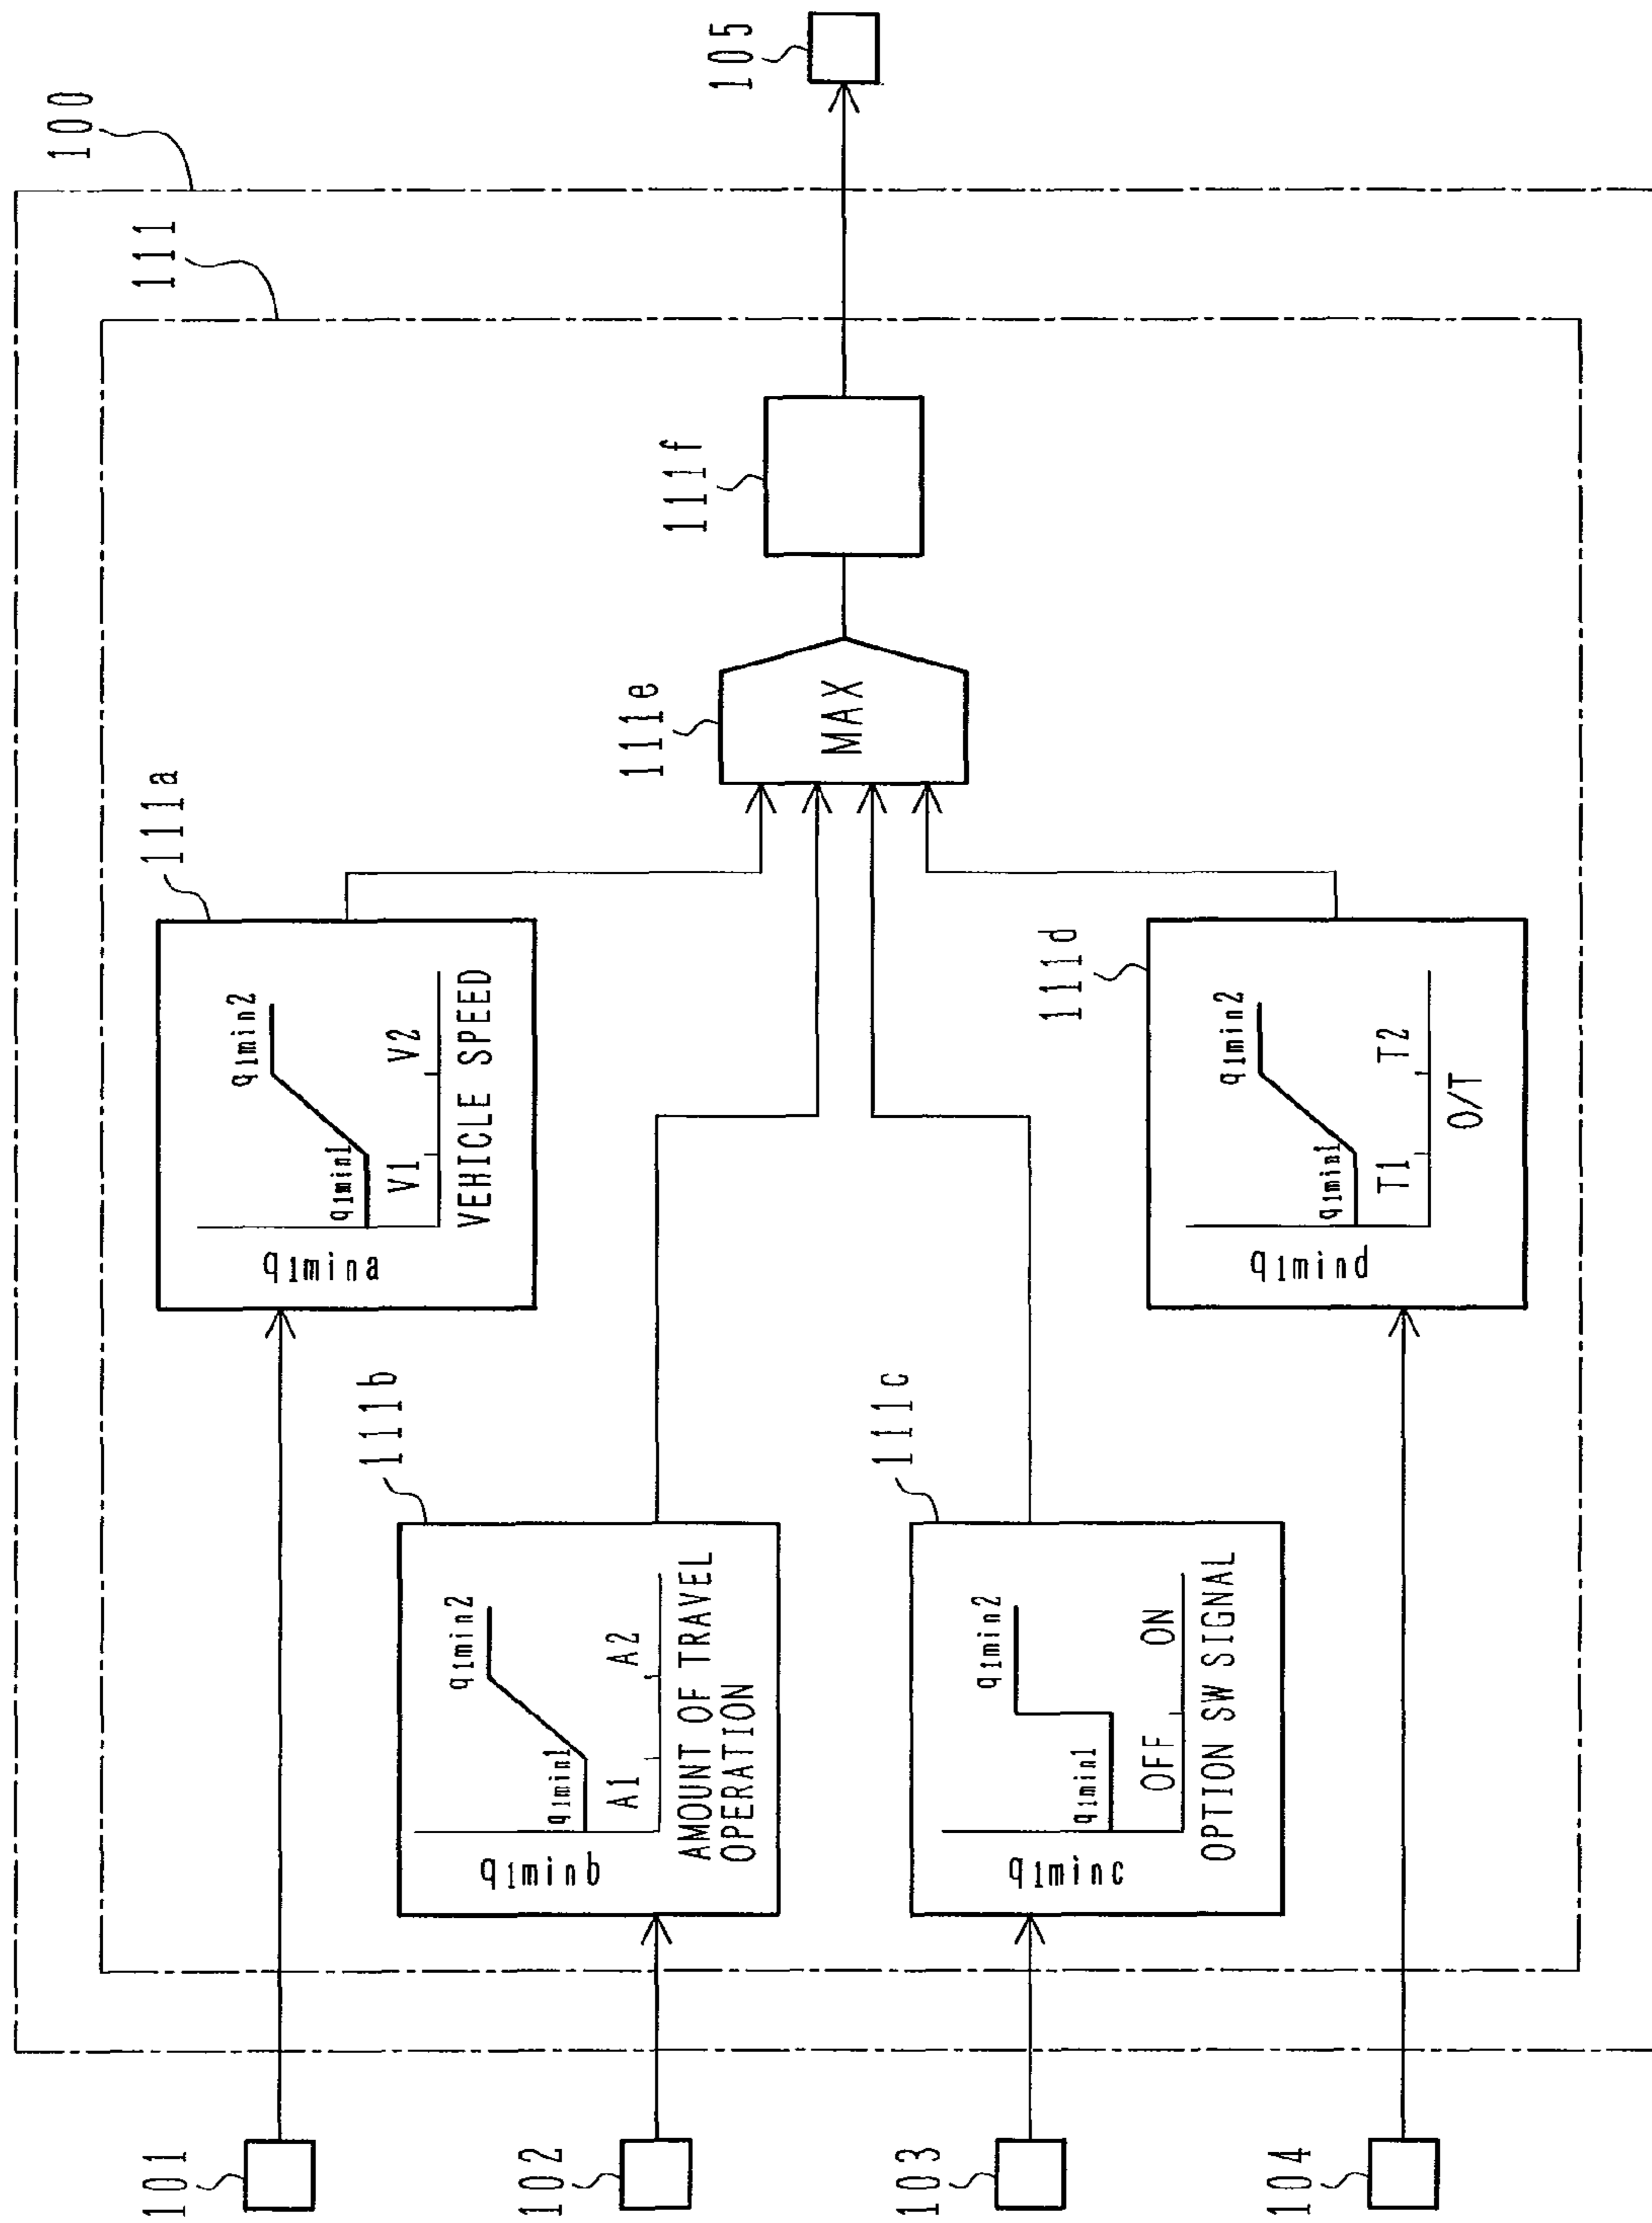 100
111
101
111a
q1mina
q1min1
q1min2
V1
V2
VEHICLE SPEED
102
111b
q1minb
q1min1
q1min2
A1
A2
AMOUNT OF TRAVEL
OPERATION
111e
MAX
111f
105
103
111c
q1minc
q1min1
q1min2
OFF
ON
OPTION SW SIGNAL
104
111d
q1mind
q1min1
q1min2
T1
T2
O/T